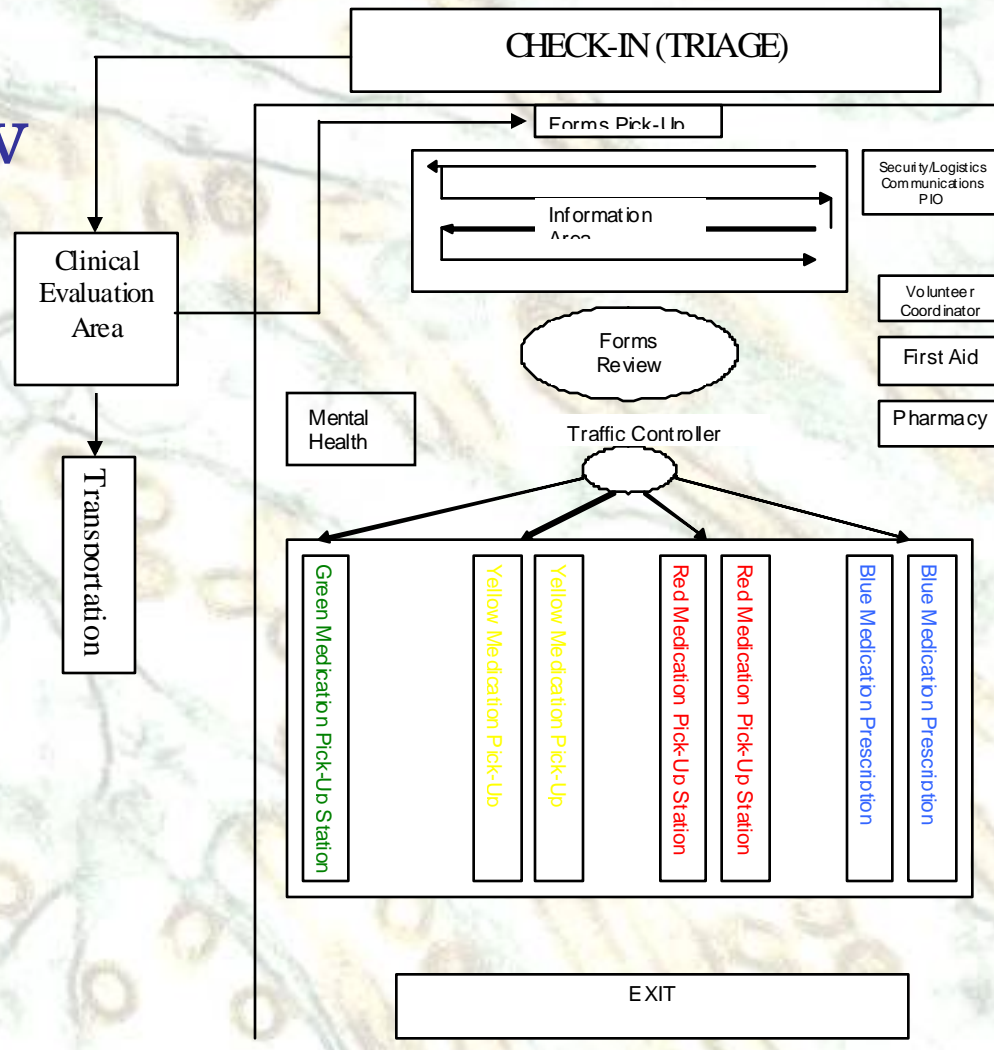 CHECK-IN (TRIAGE)
w
Forms Pick-Up
Security/Logistics
Communications
PIO
Information
Area
Clinical
Evaluation
Area
Volunteer
Coordinator
Forms
Review
First Aid
Mental
Health
Pharmacy
Traffic Controller
Transportation
Green Medication Pick-Up Station
Yellow Medication Pick-Up
Yellow Medication Pick-Up
Red Medication Pick-Up Station
Red Medication Pick-Up Station
Blue Medication Prescription
Blue Medication Prescription
EXIT